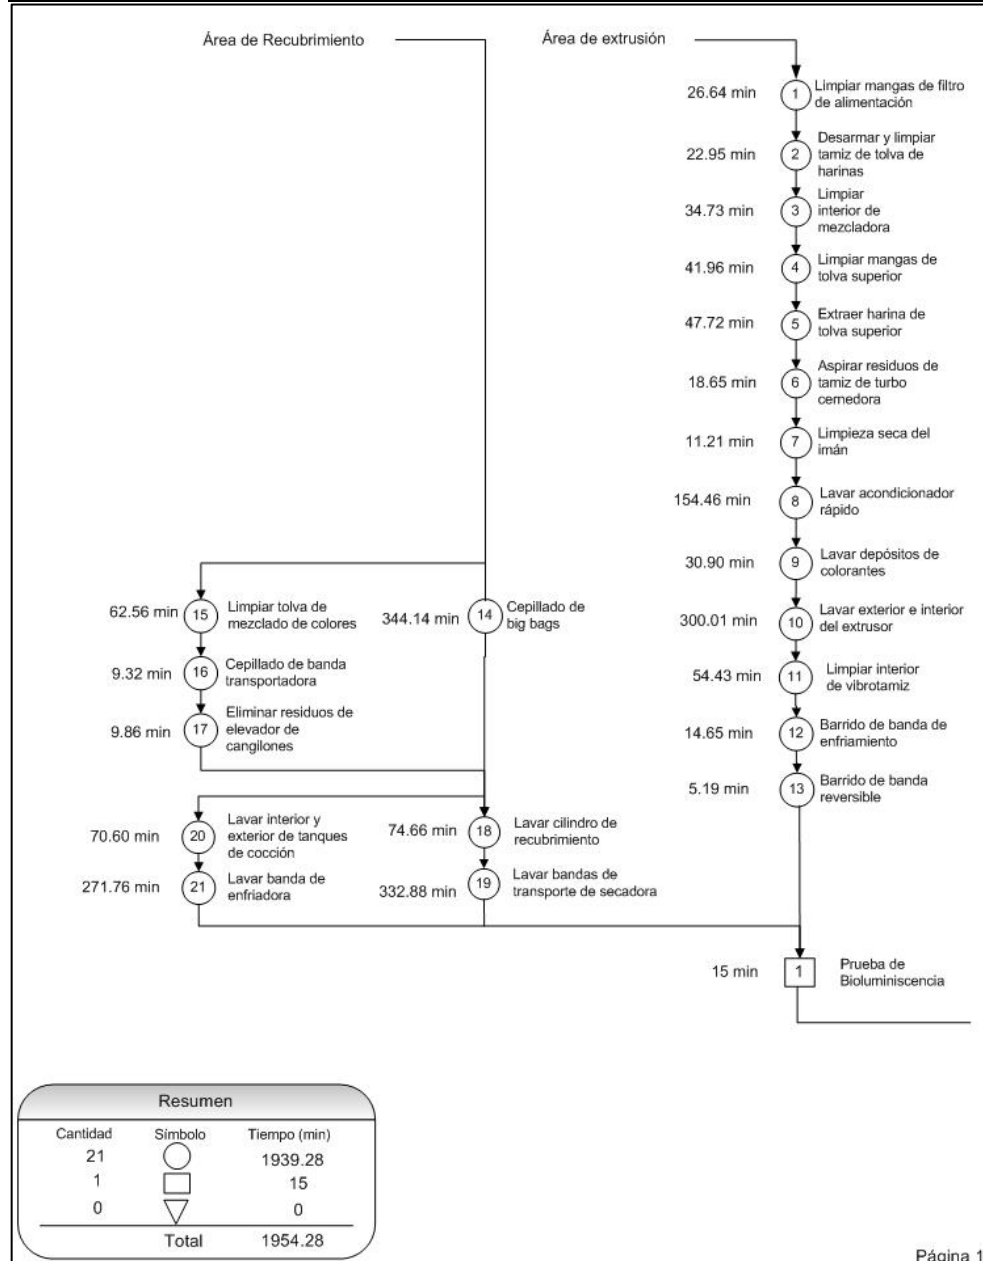 Área de Recubrimiento
Área de extrusión
26.64 min
1
Limpiar mangas de filtro
de alimentación
22.95 min
2
Desarmar y limpiar
tamiz de tolva de
harinas
34.73 min
3
Limpiar
interior de
mezcladora
41.96 min
4
Limpiar mangas de
tolva superior
47.72 min
5
Extraer harina de
tolva superior
18.65 min
6
Aspirar residuos de
tamiz de turbo
cernedora
11.21 min
7
Limpieza seca del
imán
154.46 min
8
Lavar acondicionador
rápido
30.90 min
9
Lavar depósitos de
colorantes
300.01 min
10
Lavar exterior e interior
del extrusor
54.43 min
11
Limpiar interior
de vibrotamiz
14.65 min
12
Barrido de banda de
enfriamiento
5.19 min
13
Barrido de banda
reversible
344.14 min
14
Cepillado de
big bags
62.56 min
15
Limpiar tolva de
mezclado de colores
9.32 min
16
Cepillado de banda
transportadora
9.86 min
17
Eliminar residuos de
elevador de
cangilones
74.66 min
18
Lavar cilindro de
recubrimiento
332.88 min
19
Lavar bandas de
transporte de secadora
70.60 min
20
Lavar interior y
exterior de tanques
de cocción
271.76 min
21
Lavar banda de
enfriadora
15 min
1
Prueba de
Bioluminiscencia
Resumen
Cantidad Símbolo Tiempo (min)
21 1939.28
1 15
0 0
Total 1954.28
Página 1